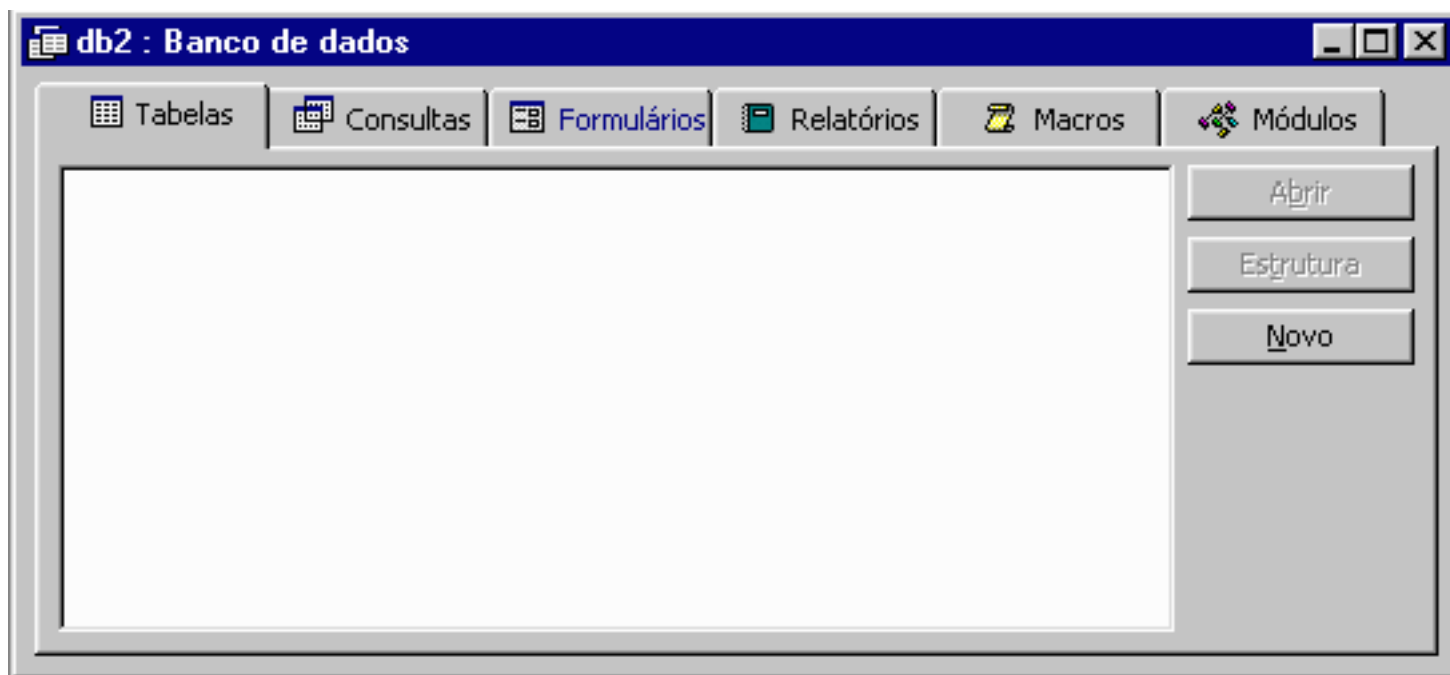 db2 : Banco de dados
Tabelas Consultas Formulários Relatórios Macros Módulos
Abrir
Estrutura
Novo